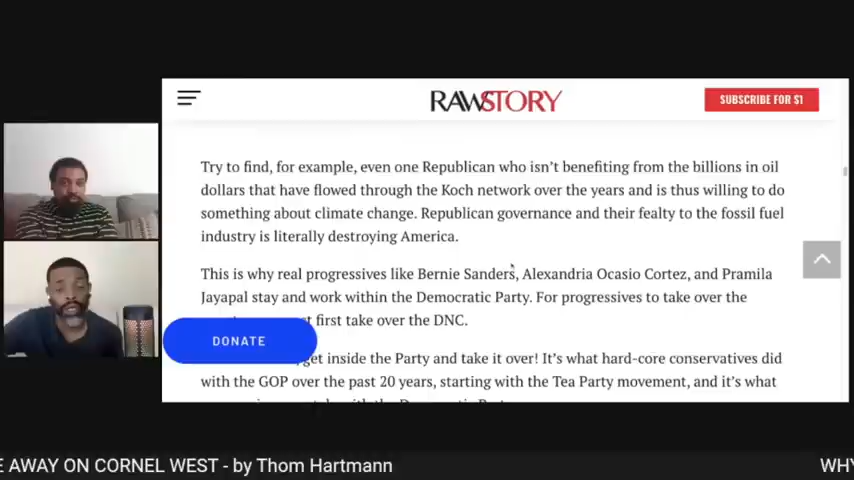 RAWSTORY
SUBSCRIBE FOR $1
Try to find, for example, even one Republican who isn't benefiting from the billions in oil
dollars that have flowed through the Koch network over the years and is thus willing to do
something about climate change. Republican governance and their fealty to the fossil fuel
industry is literally destroying America.
This is why real progressives like Bernie Sanders, Alexandria Ocasio Cortez, and Pramila
Jayapal stay and work within the Democratic Party. For progressives to take over the
first take over the DNC.
DONATE
get inside the Party and take it over! It's what hard-core conservatives did
with the GOP over the past 20 years, starting with the Tea Party movement, and it's what
E AWAY ON CORNEL WEST - by Thom Hartmann
WHY